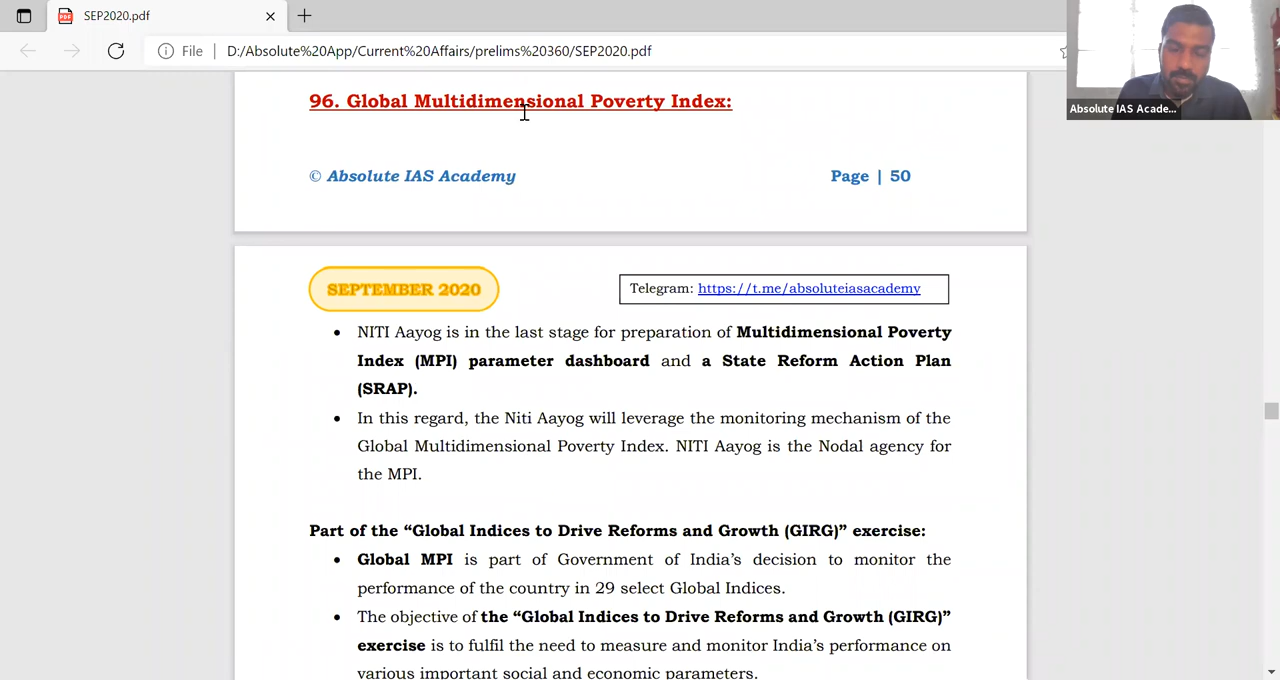 SEP2020.pdf
File | D:/Absolute%20App/Current%20Affairs/prelims%20360/SEP2020.pdf
Absolute IAS Acade...
96. Global Multidimensional Poverty Index:
© Absolute IAS Academy Page | 50
SEPTEMBER 2020 Telegram: https://t.me/absoluteiasacademy
• NITI Aayog is in the last stage for preparation of Multidimensional Poverty
Index (MPI) parameter dashboard and a State Reform Action Plan
(SRAP).
• In this regard, the Niti Aayog will leverage the monitoring mechanism of the
Global Multidimensional Poverty Index. NITI Aayog is the Nodal agency for
the MPI.
Part of the “Global Indices to Drive Reforms and Growth (GIRG)” exercise:
• Global MPI is part of Government of India’s decision to monitor the
performance of the country in 29 select Global Indices.
• The objective of the “Global Indices to Drive Reforms and Growth (GIRG)”
exercise is to fulfil the need to measure and monitor India’s performance on
various important social and economic parameters.